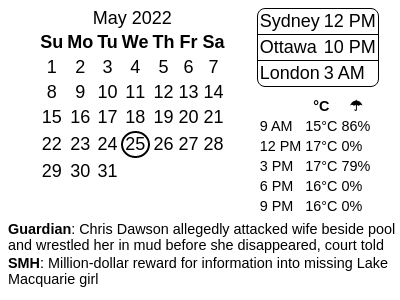 May 2022
Su Mo Tu We Th Fr Sa
1 2 3 4 5 6 7
8 9 10 11 12 13 14
15 16 17 18 19 20 21
22 23 24 25 26 27 28
29 30 31
Sydney 12 PM
Ottawa 10 PM
London 3 AM
°C ☂
9 AM 15°C 86%
12 PM 17°C 0%
3 PM 17°C 79%
6 PM 16°C 0%
9 PM 16°C 0%
Guardian: Chris Dawson allegedly attacked wife beside pool
and wrestled her in mud before she disappeared, court told
SMH: Million-dollar reward for information into missing Lake
Macquarie girl